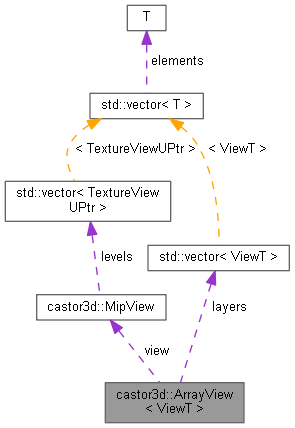 T
elements
std::vector< T >
< TextureViewUPtr >
< ViewT >
std::vector< TextureView
UPtr >
std::vector< ViewT >
levels
castor3d::MipView
layers
view
castor3d::ArrayView
< ViewT >